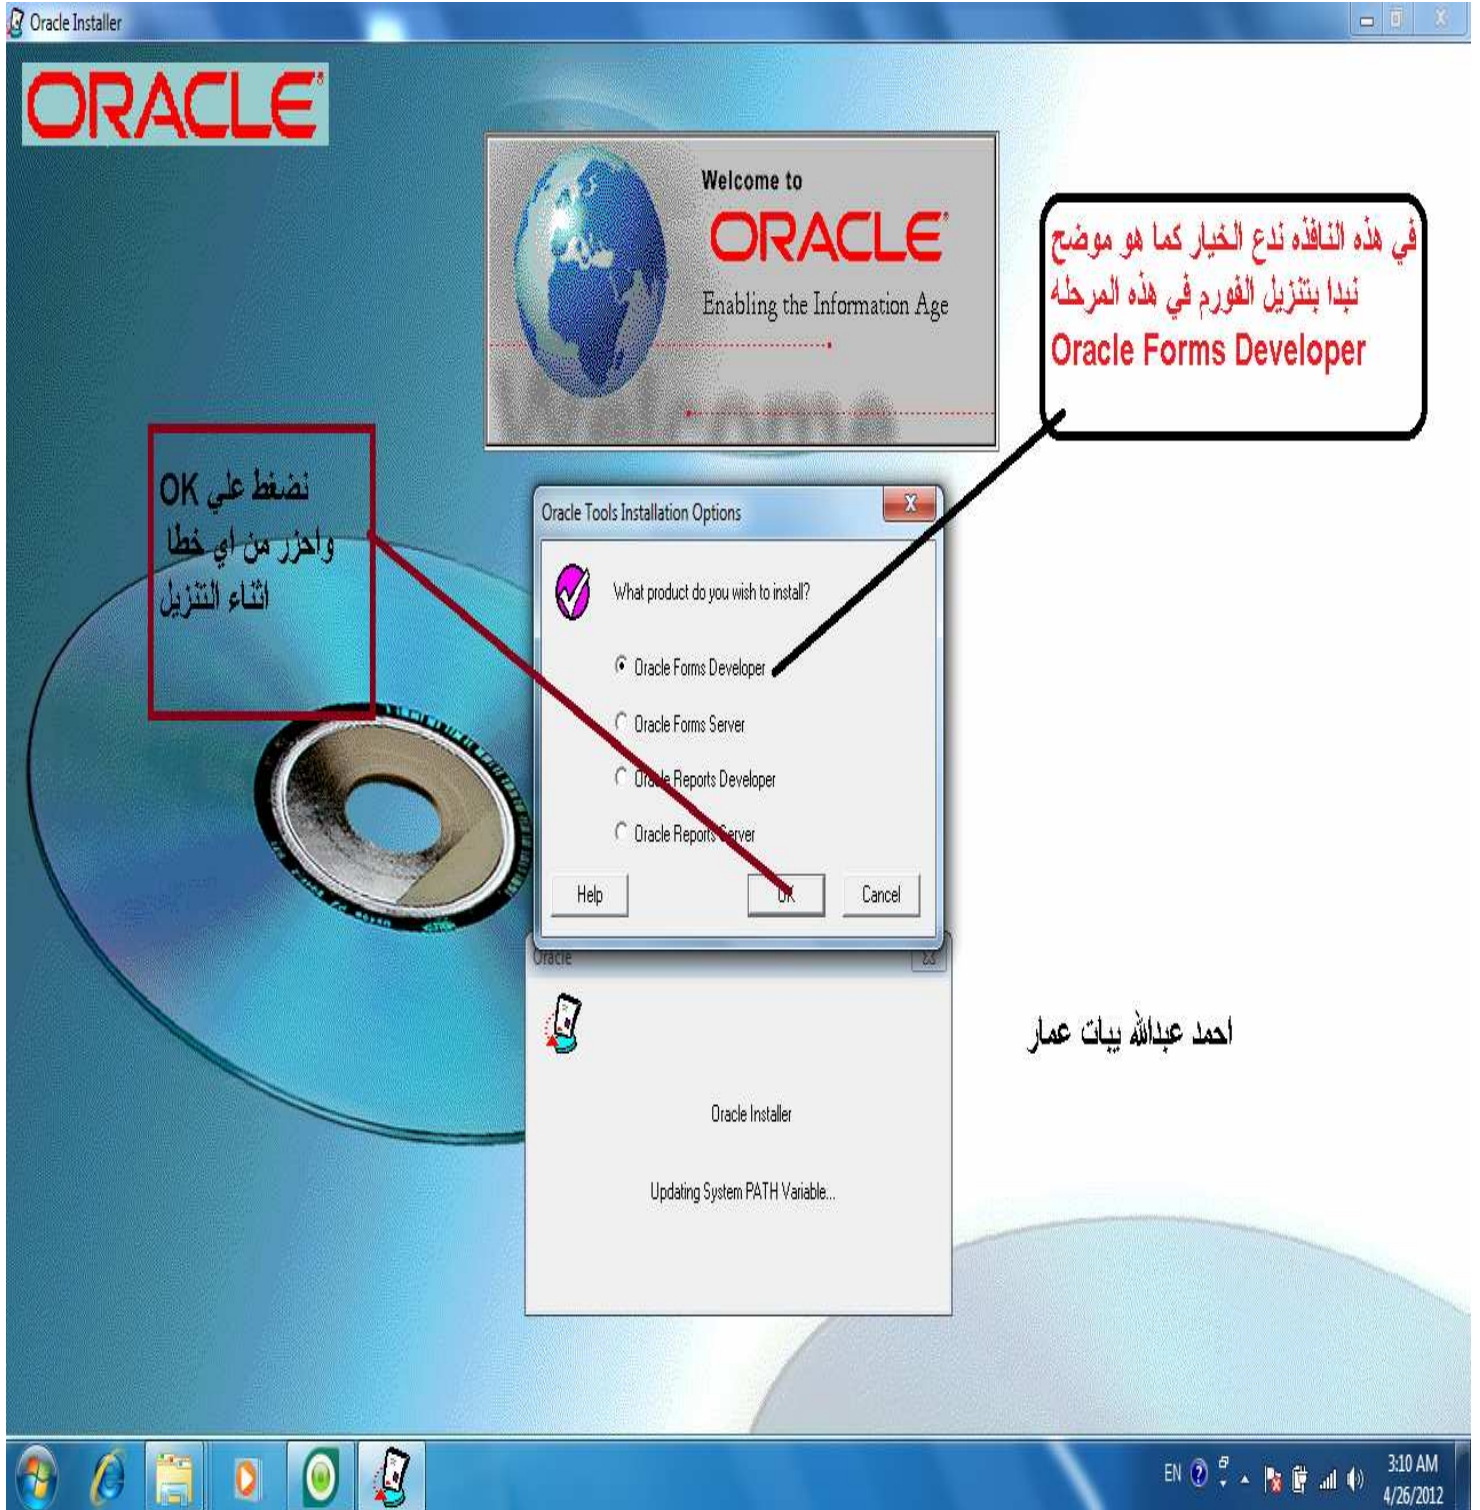 Oracle Installer
ORACLE
Welcome to
ORACLE
Enabling the Information Age
في هذه النافذه ندع الخيار كما هو موضح
نبدا بتنزيل الفورم في هذه المرحله
Oracle Forms Developer
نضغط علي OK
واحزر من اي خطا
اثناء التنزيل
Oracle Tools Installation Options
What product do you wish to install?
Oracle Forms Developer
Oracle Forms Server
Oracle Reports Developer
Oracle Reports Server
Help
OK
Cancel
Oracle
Oracle Installer
Updating System PATH Variable...
EN
3:10 AM
4/26/2012